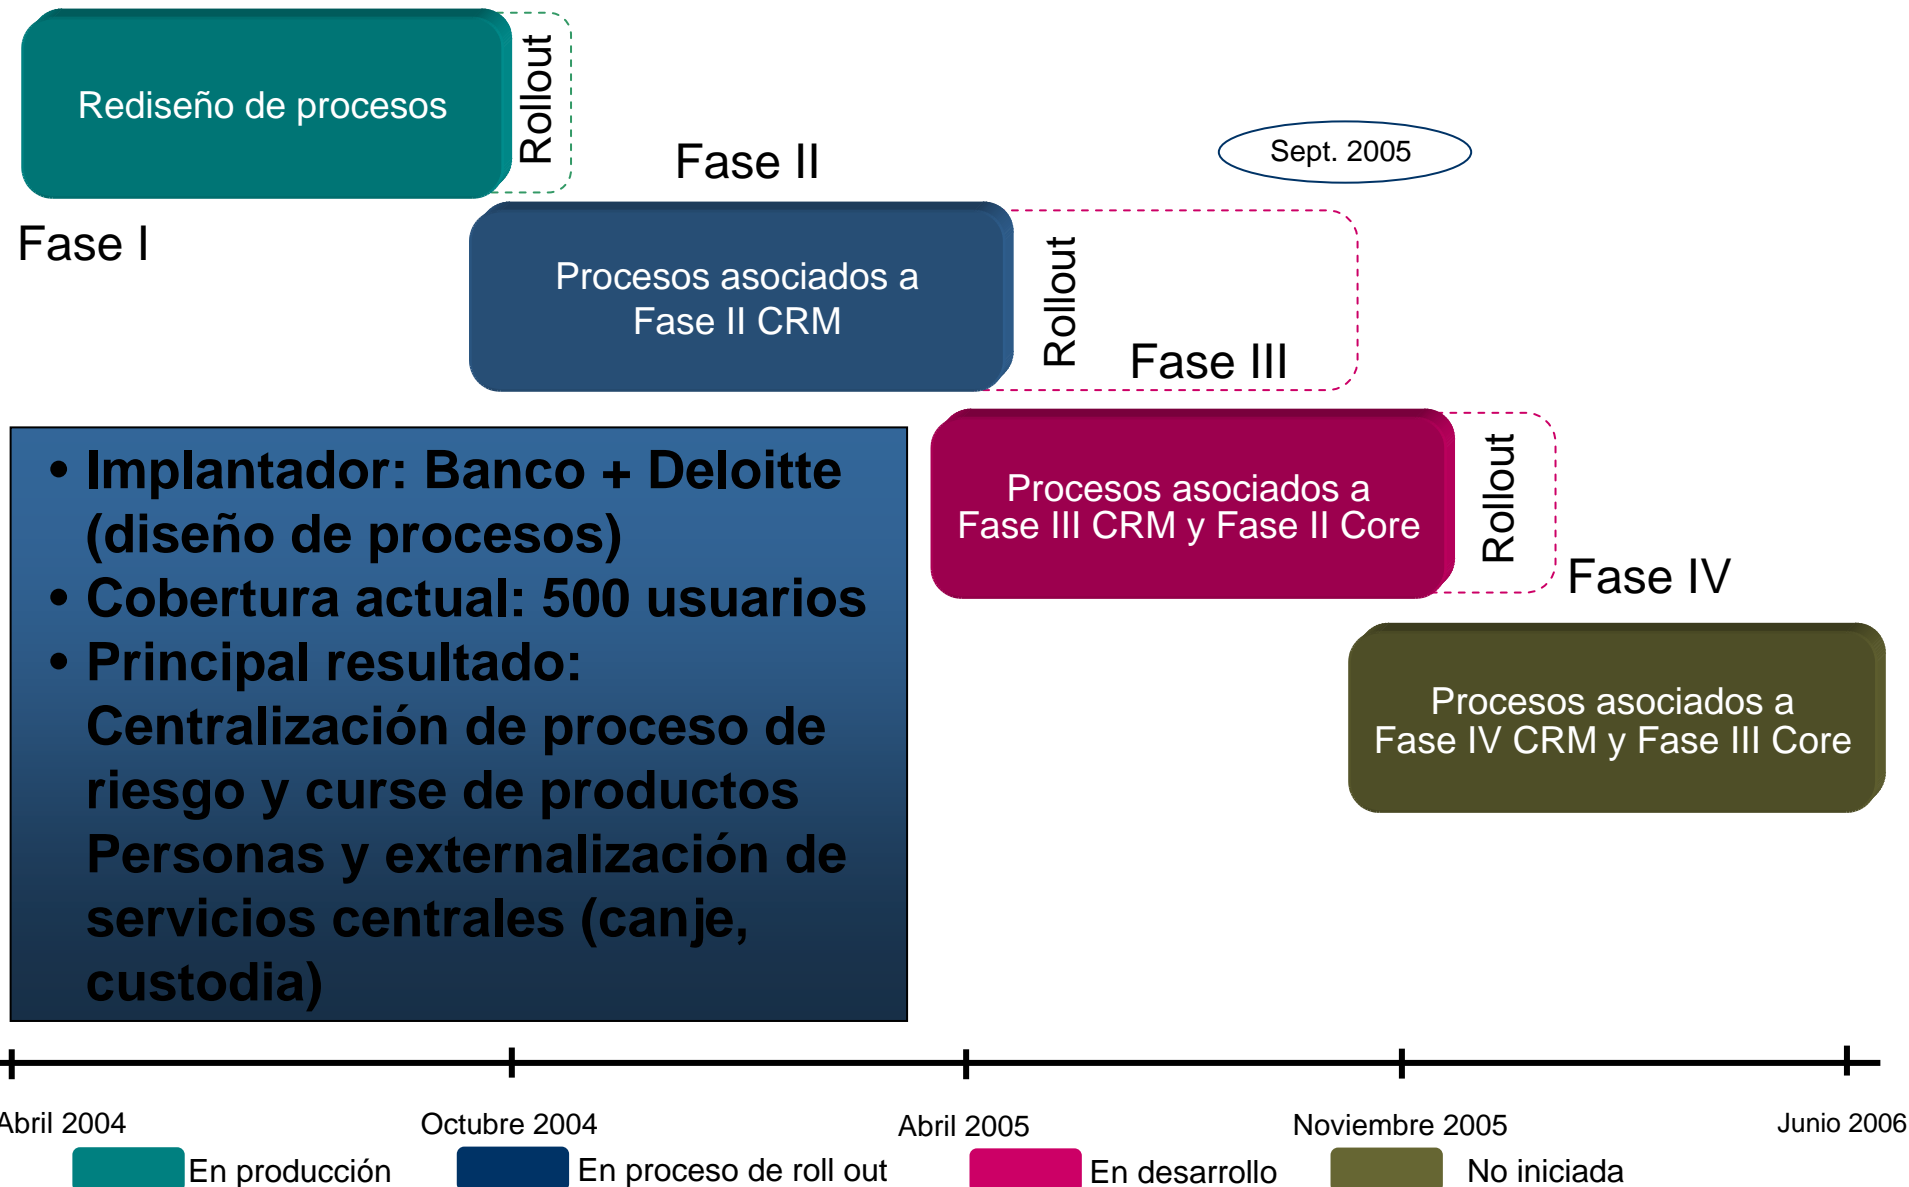 Rediseño de procesos
Rollout
Fase I
Fase II
Sept. 2005
Procesos asociados a
Fase II CRM
Rollout
Fase III
Procesos asociados a
Fase III CRM y Fase II Core
Rollout
Fase IV
Procesos asociados a
Fase IV CRM y Fase III Core
• Implantador: Banco + Deloitte
(diseño de procesos)
• Cobertura actual: 500 usuarios
• Principal resultado:
Centralización de proceso de
riesgo y curse de productos
Personas y externalización de
servicios centrales (canje,
custodia)
Abril 2004
Octubre 2004
Abril 2005
Noviembre 2005
Junio 2006
En producción
En proceso de roll out
En desarrollo
No iniciada